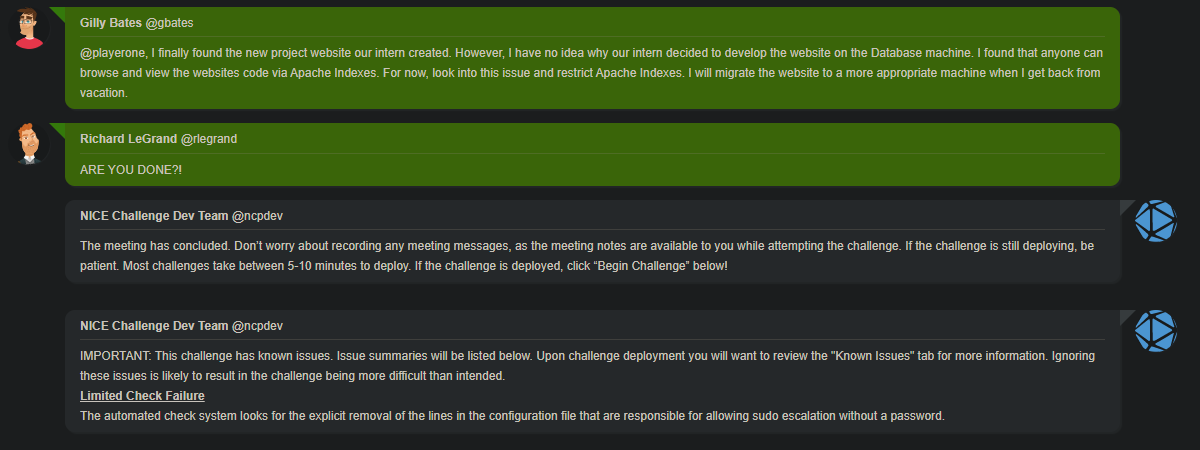 Gilly Bates @gbates
@playerone, I finally found the new project website our intern created. However, I have no idea why our intern decided to develop the website on the Database machine. I found that anyone can
browse and view the websites code via Apache Indexes. For now, look into this issue and restrict Apache Indexes. I will migrate the website to a more appropriate machine when I get back from
vacation.
Richard LeGrand @rlegrand
ARE YOU DONE?!
NICE Challenge Dev Team @ncpdev
The meeting has concluded. Don't worry about recording any meeting messages, as the meeting notes are available to you while attempting the challenge. If the challenge is still deploying, be
patient. Most challenges take between 5-10 minutes to deploy. If the challenge is deployed, click “Begin Challenge” below!
NICE Challenge Dev Team @ncpdev
IMPORTANT: This challenge has known issues. Issue summaries will be listed below. Upon challenge deployment you will want to review the "Known Issues" tab for more information. Ignoring
these issues is likely to result in the challenge being more difficult than intended.
Limited Check Failure
The automated check system looks for the explicit removal of the lines in the configuration file that are responsible for allowing sudo escalation without a password.